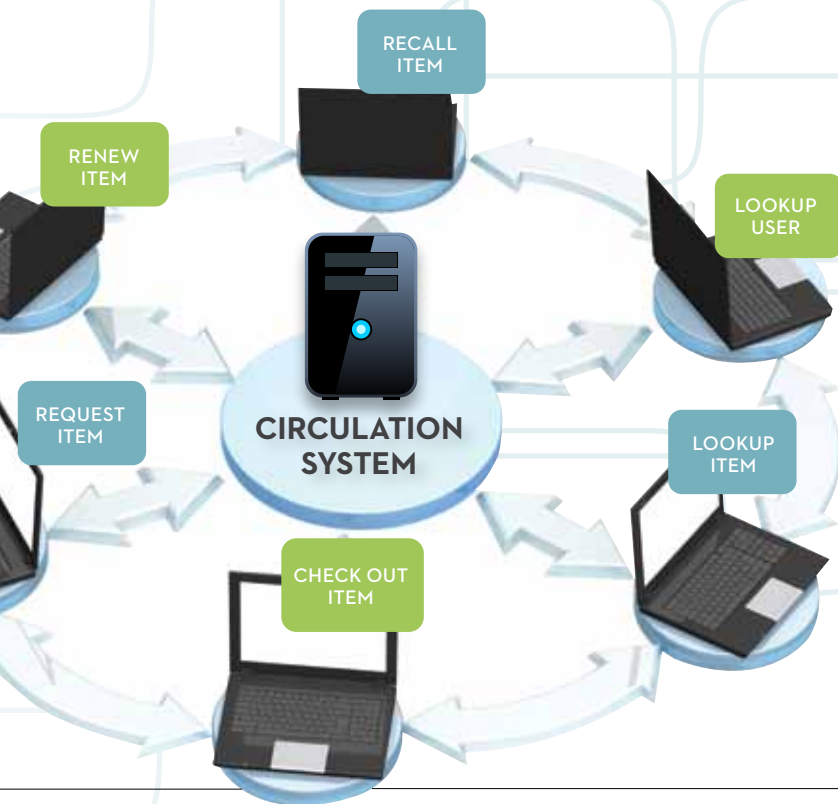 RECALL
ITEM
RENEW
ITEM
LOOKUP
USER
CIRCULATION
SYSTEM
REQUEST
ITEM
LOOKUP
ITEM
CHECK OUT
ITEM